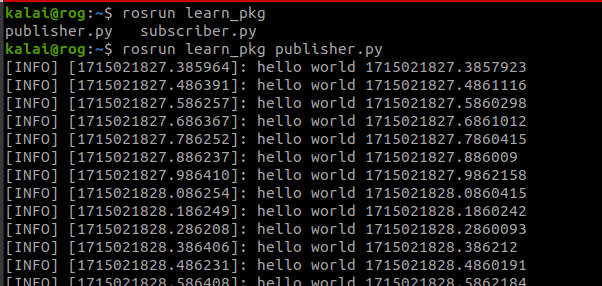 kalai@rog:~$ rosrun learn_pkg
publisher.py   subscriber.py
kalai@rog:~$ rosrun learn_pkg publisher.py
[INFO] [1715021827.385964]: hello world 1715021827.3857923
[INFO] [1715021827.486391]: hello world 1715021827.4861116
[INFO] [1715021827.586257]: hello world 1715021827.5860298
[INFO] [1715021827.686367]: hello world 1715021827.6861012
[INFO] [1715021827.786252]: hello world 1715021827.7860415
[INFO] [1715021827.886237]: hello world 1715021827.886009
[INFO] [1715021827.986410]: hello world 1715021827.9862158
[INFO] [1715021828.086254]: hello world 1715021828.0860415
[INFO] [1715021828.186249]: hello world 1715021828.1860242
[INFO] [1715021828.286208]: hello world 1715021828.2860093
[INFO] [1715021828.386406]: hello world 1715021828.386212
[INFO] [1715021828.486231]: hello world 1715021828.4860191
[INFO] [1715021828.586408]: hello world 1715021828.5862184